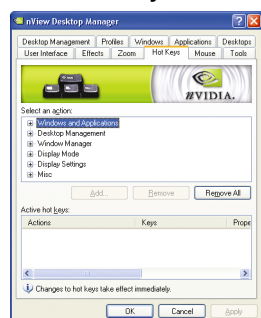 nView Desktop Manager
Desktop Management Profiles Windows Applications Desktops
User Interface Effects Zoom Hot Keys Mouse Tools
NVIDIA.
Select an action:
Windows and Applications
Desktop Management
Window Manager
Display Mode
Display Settings
Misc
Add... Remove Remove All
Active hot keys:
Actions Keys Prope
Changes to hot keys take effect immediately.
OK Cancel Apply